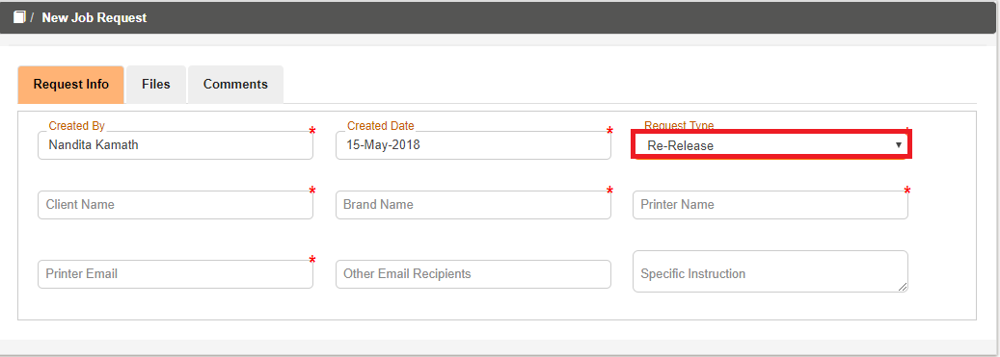 / New Job Request
Request Info Files Comments
Created By * Created Date * Request Type
Nandita Kamath 15-May-2018 Re-Release
* * *
Client Name Brand Name Printer Name
*
Printer Email Other Email Recipients Specific Instruction